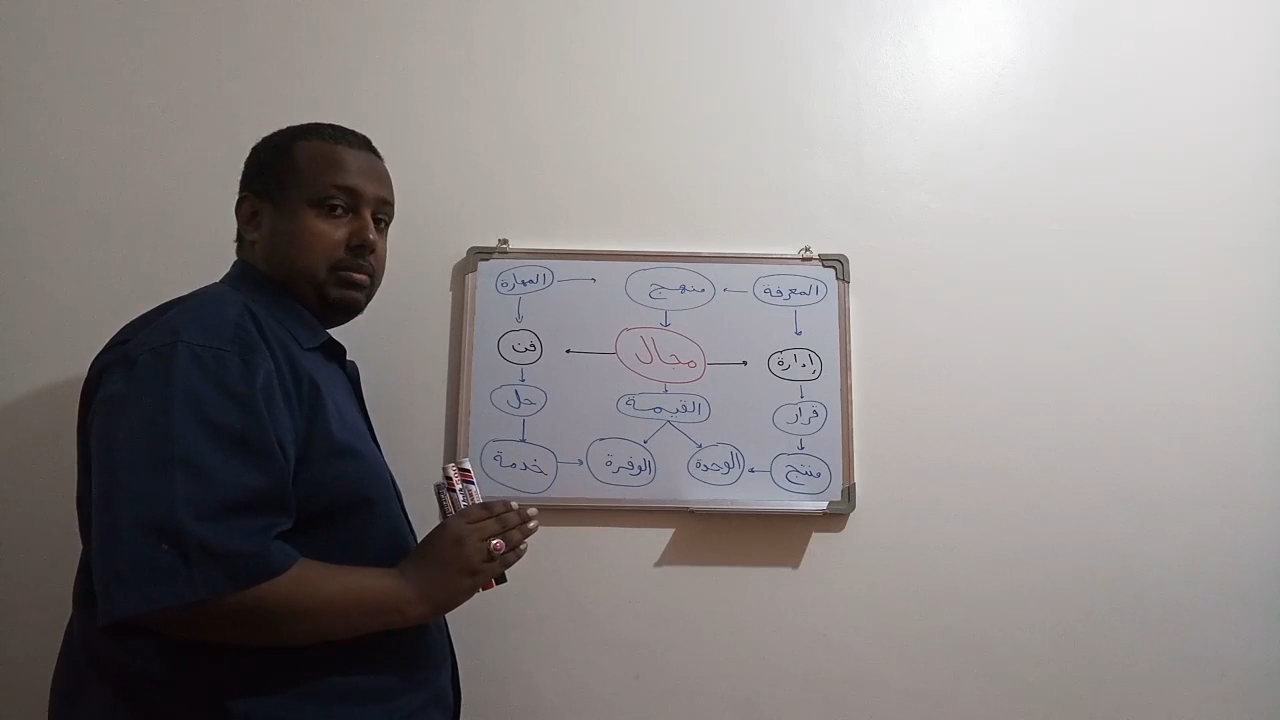 المعرفة منهج المهارة
إدارة مجال فن
قرار القيمة حل
منتج الوحدة الوفرة خدمة